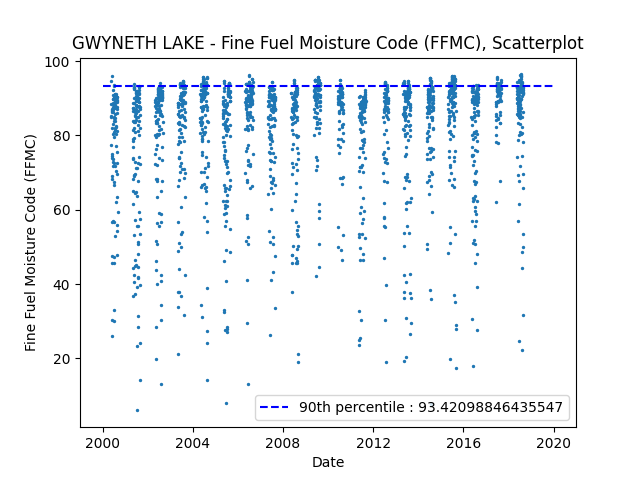 GWYNETH LAKE - Fine Fuel Moisture Code (FFMC), Scatterplot
Fine Fuel Moisture Code (FFMC)
100
80
60
40
20
90th percentile : 93.42098846435547
2000 2004 2008 2012 2016 2020
Date